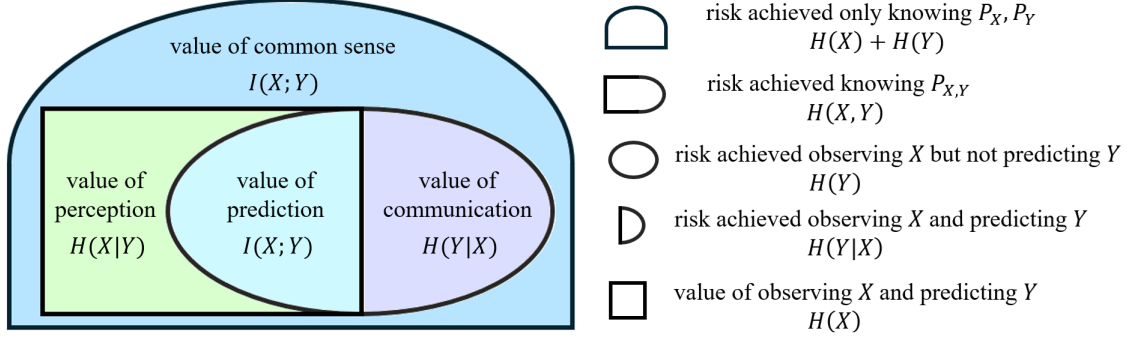 value of common sense
I(X; Y)
value of
perception
H(X|Y)
value of
prediction
I(X; Y)
value of
communication
H(Y|X)
risk achieved only knowing P_X, P_Y
H(X) + H(Y)
risk achieved knowing P_{X,Y}
H(X, Y)
risk achieved observing X but not predicting Y
H(Y)
risk achieved observing X and predicting Y
H(Y|X)
value of observing X and predicting Y
H(X)